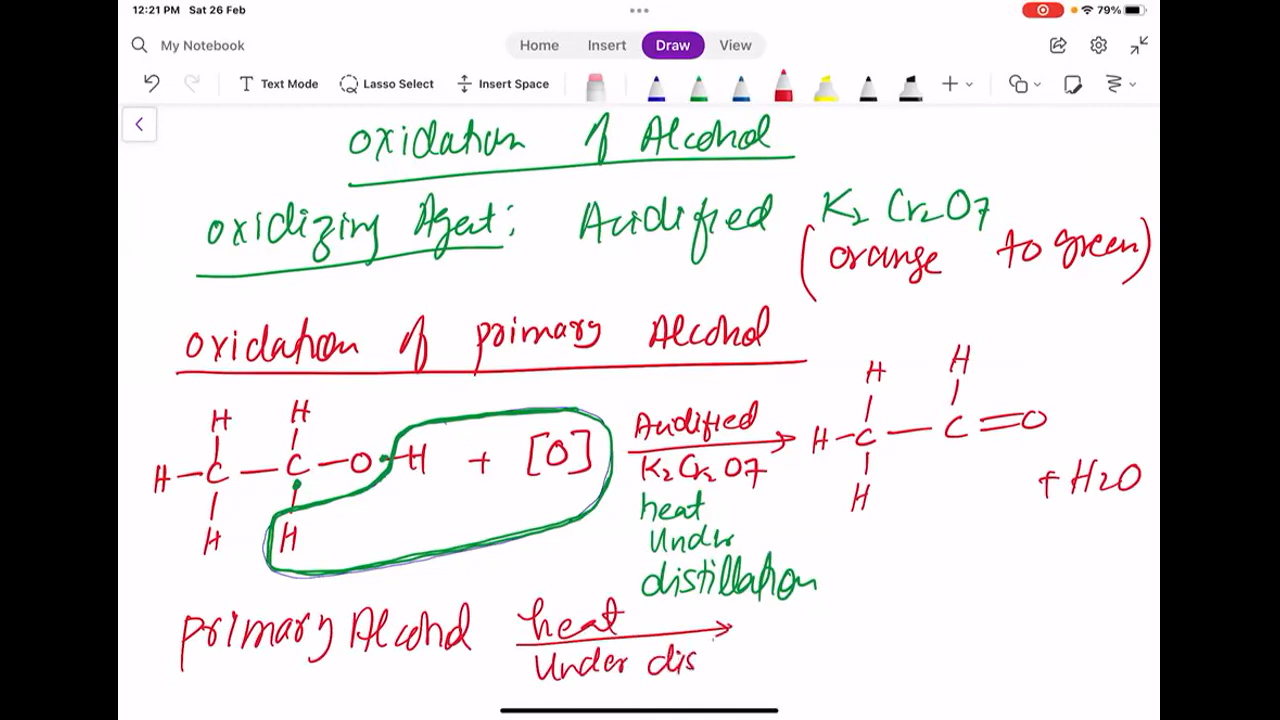 12:21 PM Sat 26 Feb
79%
My Notebook
Home Insert Draw View
Text Mode Lasso Select Insert Space
Oxidation of Alcohol
Oxidizing Agent: Acidified K2 Cr2O7
(orange to green)
Oxidation of primary Alcohol
H H
H-C-C-O-H + [O]
H H
Acidified
K2Cr2O7
heat
Under
distillation
H H
H-C-C=O
H
+ H2O
primary Alcohol heat
Under dis